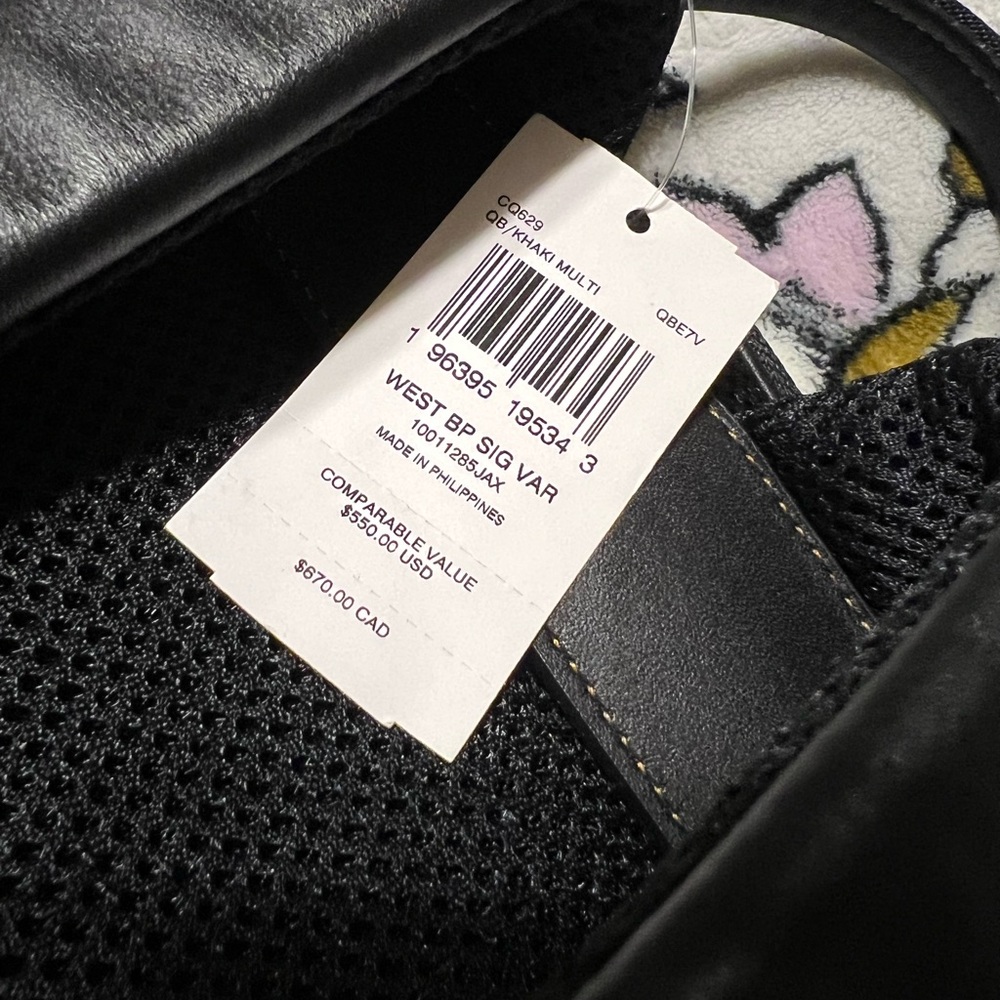 CQ629
QB/KHAKI MULTI
QBE7V
1 96395 19534 3
WEST BP SIG VAR
10011285JAX
MADE IN PHILIPPINES
COMPARABLE VALUE
$550.00 USD
$670.00 CAD